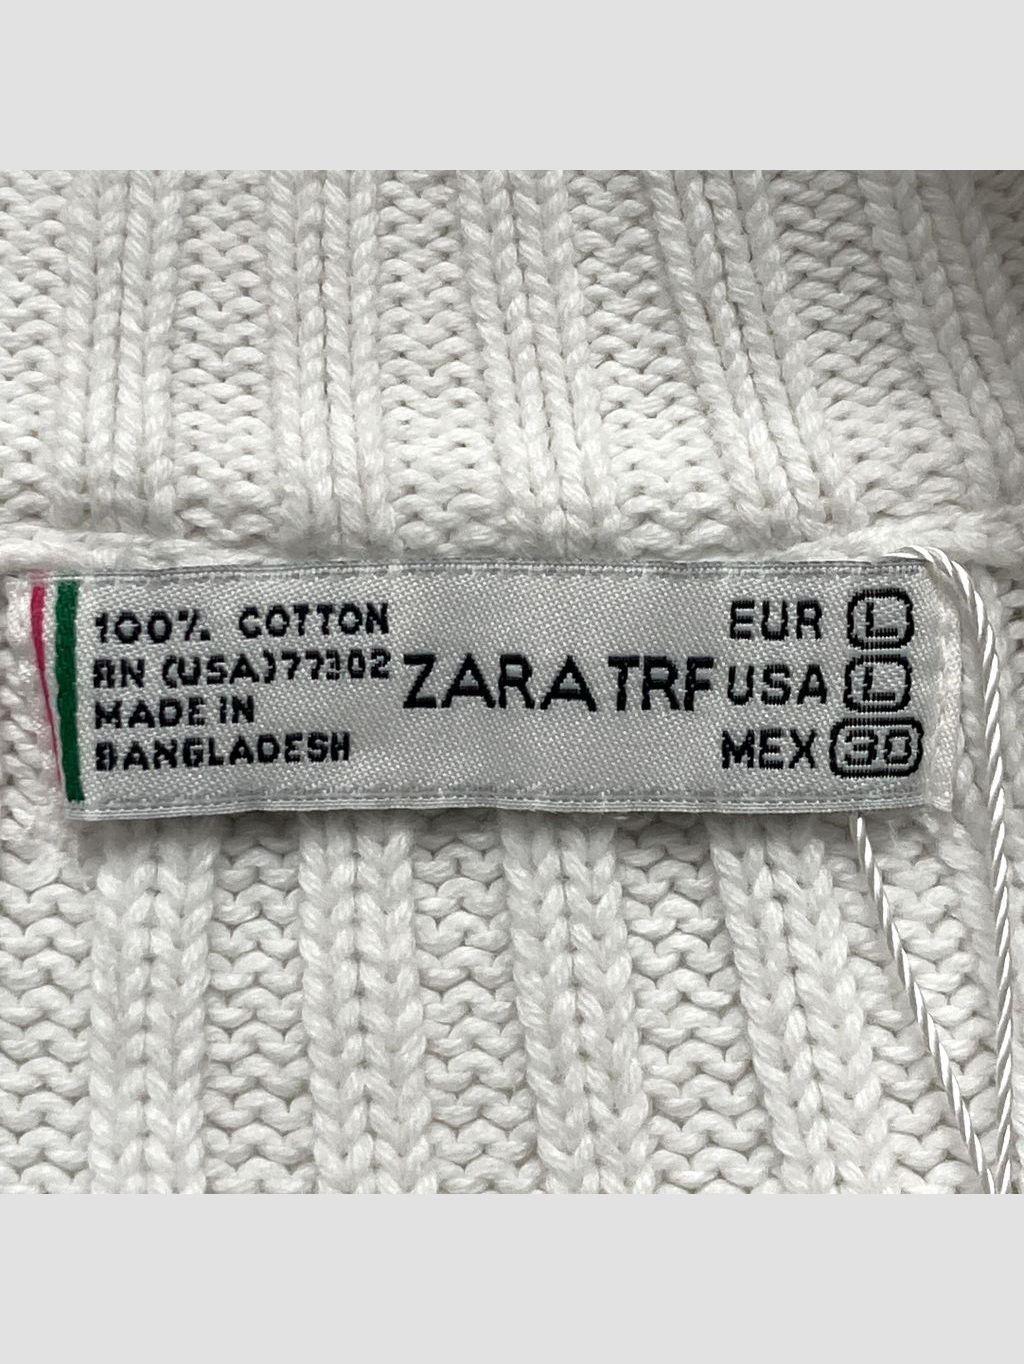 100% COTTON
RN (USA)77302
MADE IN
BANGLADESH
ZARA TRF
EUR L
USA L
MEX 30